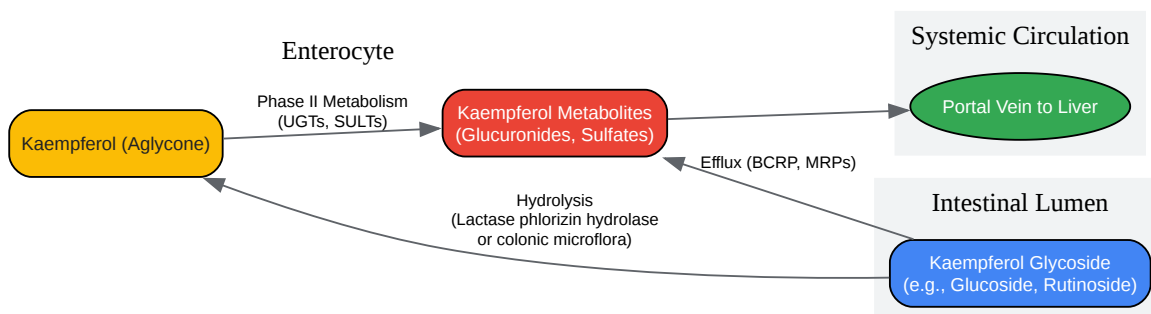 Systemic Circulation
Enterocyte
Phase II Metabolism
(UGTs, SULTs)
Kaempferol (Aglycone)
Kaempferol Metabolites
(Glucuronides, Sulfates)
Portal Vein to Liver
Efflux (BCRP, MRPs)
Hydrolysis
(Lactase phlorizin hydrolase
or colonic microflora)
Intestinal Lumen
Kaempferol Glycoside
(e.g., Glucoside, Rutinoside)